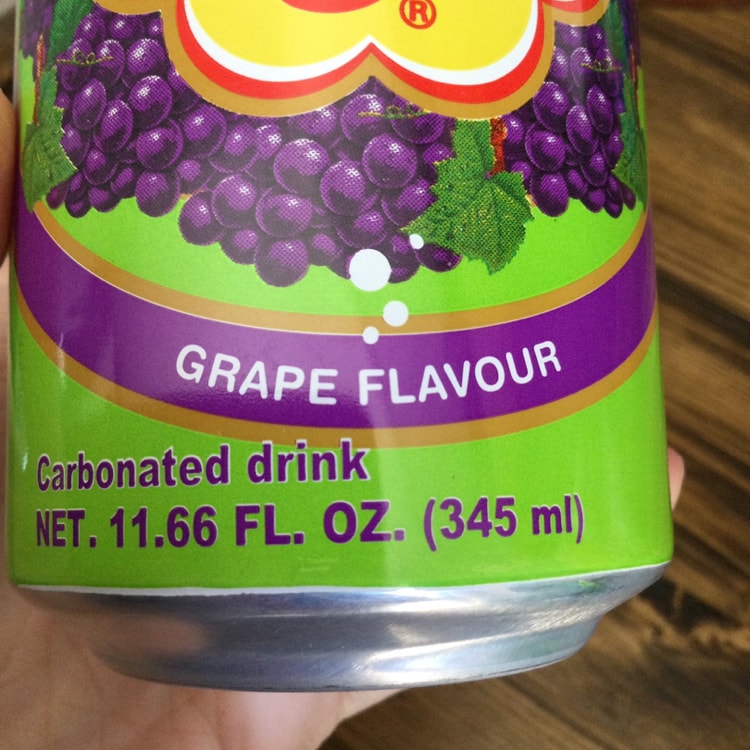 ®
GRAPE FLAVOUR
Carbonated drink
NET. 11.66 FL. OZ. (345 ml)